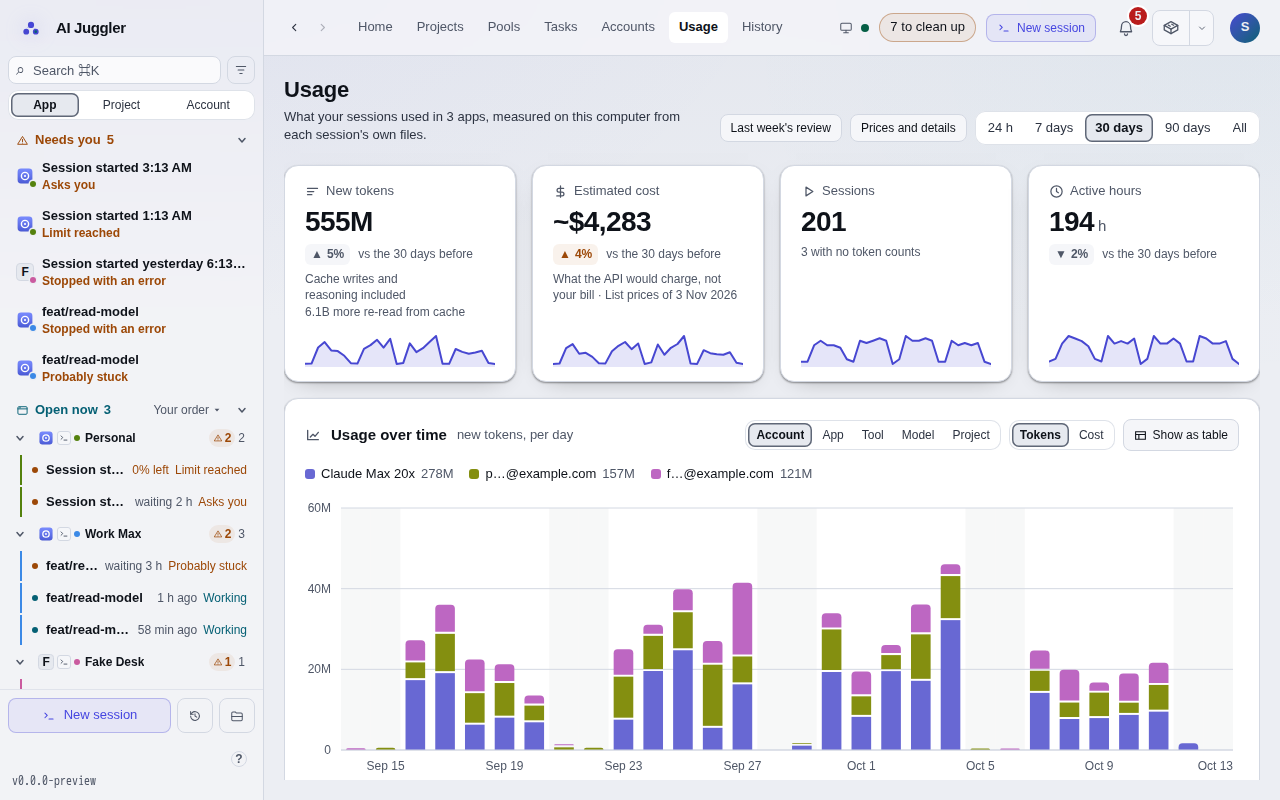 AI Juggler
Search ⌘K
App Project Account
Needs you 5
Session started 3:13 AM
Asks you
Session started 1:13 AM
Limit reached
F
Session started yesterday 6:13…
Stopped with an error
feat/read-model
Stopped with an error
feat/read-model
Probably stuck
Open now 3 Your order
Personal 2 2
Session st… 0% left Limit reached
Session st… waiting 2 h Asks you
Work Max 2 3
feat/re… waiting 3 h Probably stuck
feat/read-model 1 h ago Working
feat/read-m… 58 min ago Working
F Fake Desk 1 1
New session
?
v0.0.0-preview
Home Projects Pools Tasks Accounts Usage History
7 to clean up
New session
5
S
Usage
What your sessions used in 3 apps, measured on this computer from
each session's own files.
Last week's review Prices and details 24 h 7 days 30 days 90 days All
New tokens
555M
▲ 5% vs the 30 days before
Cache writes and
reasoning included
6.1B more re-read from cache
Estimated cost
~$4,283
▲ 4% vs the 30 days before
What the API would charge, not
your bill · List prices of 3 Nov 2026
Sessions
201
3 with no token counts
Active hours
194 h
▼ 2% vs the 30 days before
Usage over time new tokens, per day
Account App Tool Model Project
Tokens Cost
Show as table
Claude Max 20x 278M p…@example.com 157M f…@example.com 121M
60M
40M
20M
0
Sep 15 Sep 19 Sep 23 Sep 27 Oct 1 Oct 5 Oct 9 Oct 13